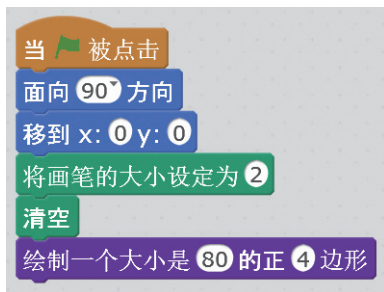 当 被点击
面向 90 方向
移到 x: 0 y: 0
将画笔的大小设定为 2
清空
绘制一个大小是 80 的正 4 边形